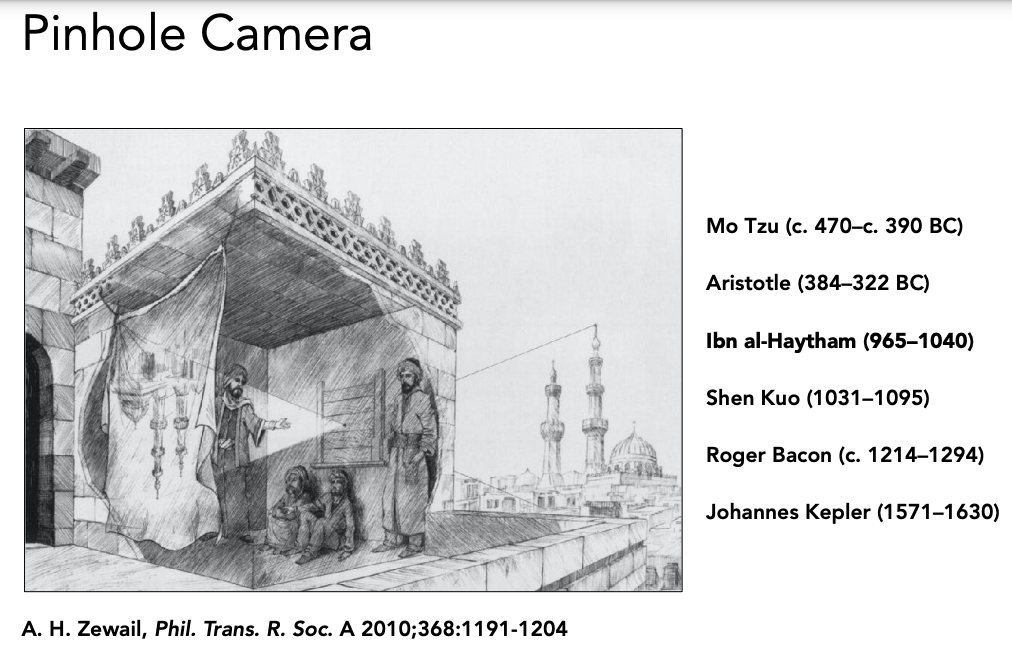 Pinhole Camera
Mo Tzu (c. 470–c. 390 BC)
Aristotle (384–322 BC)
Ibn al-Haytham (965–1040)
Shen Kuo (1031–1095)
Roger Bacon (c. 1214–1294)
Johannes Kepler (1571–1630)
A. H. Zewail, Phil. Trans. R. Soc. A 2010;368:1191-1204